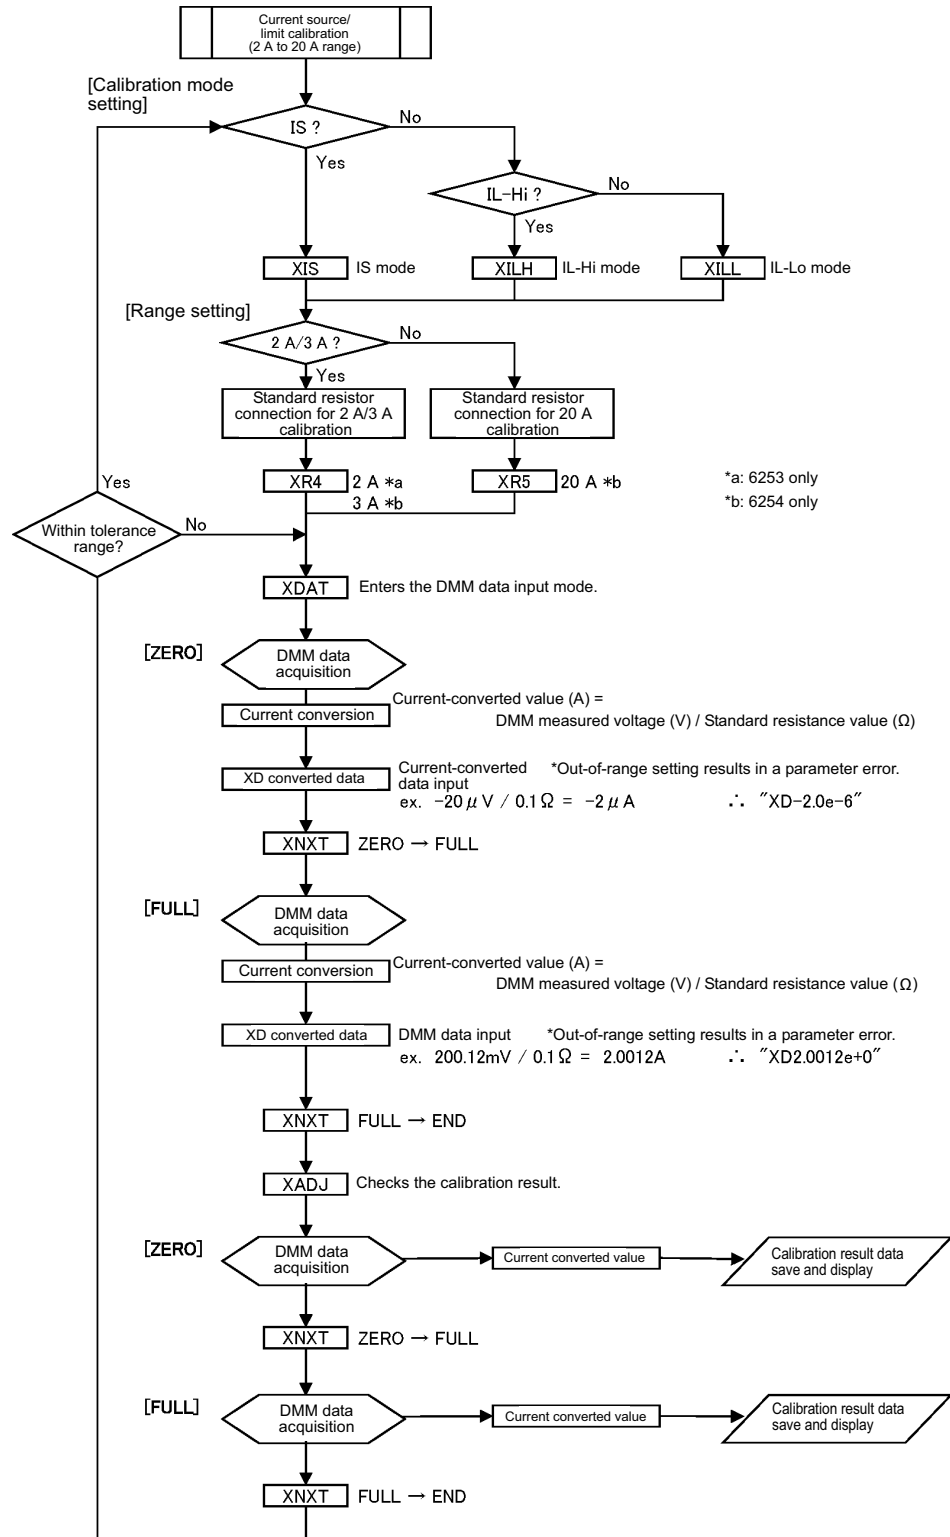 Current source/
limit calibration
(2 A to 20 A range)
[Calibration mode
setting]
IS ?
No
Yes
IL-Hi ?
No
Yes
XIS
IS mode
XILH
IL-Hi mode
XILL
IL-Lo mode
[Range setting]
2 A/3 A ?
No
Yes
Standard resistor
connection for 2 A/3 A
calibration
Standard resistor
connection for 20 A
calibration
XR4
2 A *a
3 A *b
XR5
20 A *b
*a: 6253 only
*b: 6254 only
Yes
Within tolerance
range?
No
XDAT
Enters the DMM data input mode.
[ZERO]
DMM data
acquisition
Current conversion
Current-converted value (A) =
DMM measured voltage (V) / Standard resistance value (Ω)
XD converted data
Current-converted
data input
*Out-of-range setting results in a parameter error.
ex. −20 μ V / 0.1 Ω = −2 μ A ∴ "XD-2.0e-6"
XNXT
ZERO → FULL
[FULL]
DMM data
acquisition
Current conversion
Current-converted value (A) =
DMM measured voltage (V) / Standard resistance value (Ω)
XD converted data
DMM data input *Out-of-range setting results in a parameter error.
ex. 200.12mV / 0.1 Ω = 2.0012A ∴ "XD2.0012e+0"
XNXT
FULL → END
XADJ
Checks the calibration result.
[ZERO]
DMM data
acquisition
Current converted value
Calibration result data
save and display
XNXT
ZERO → FULL
[FULL]
DMM data
acquisition
Current converted value
Calibration result data
save and display
XNXT
FULL → END